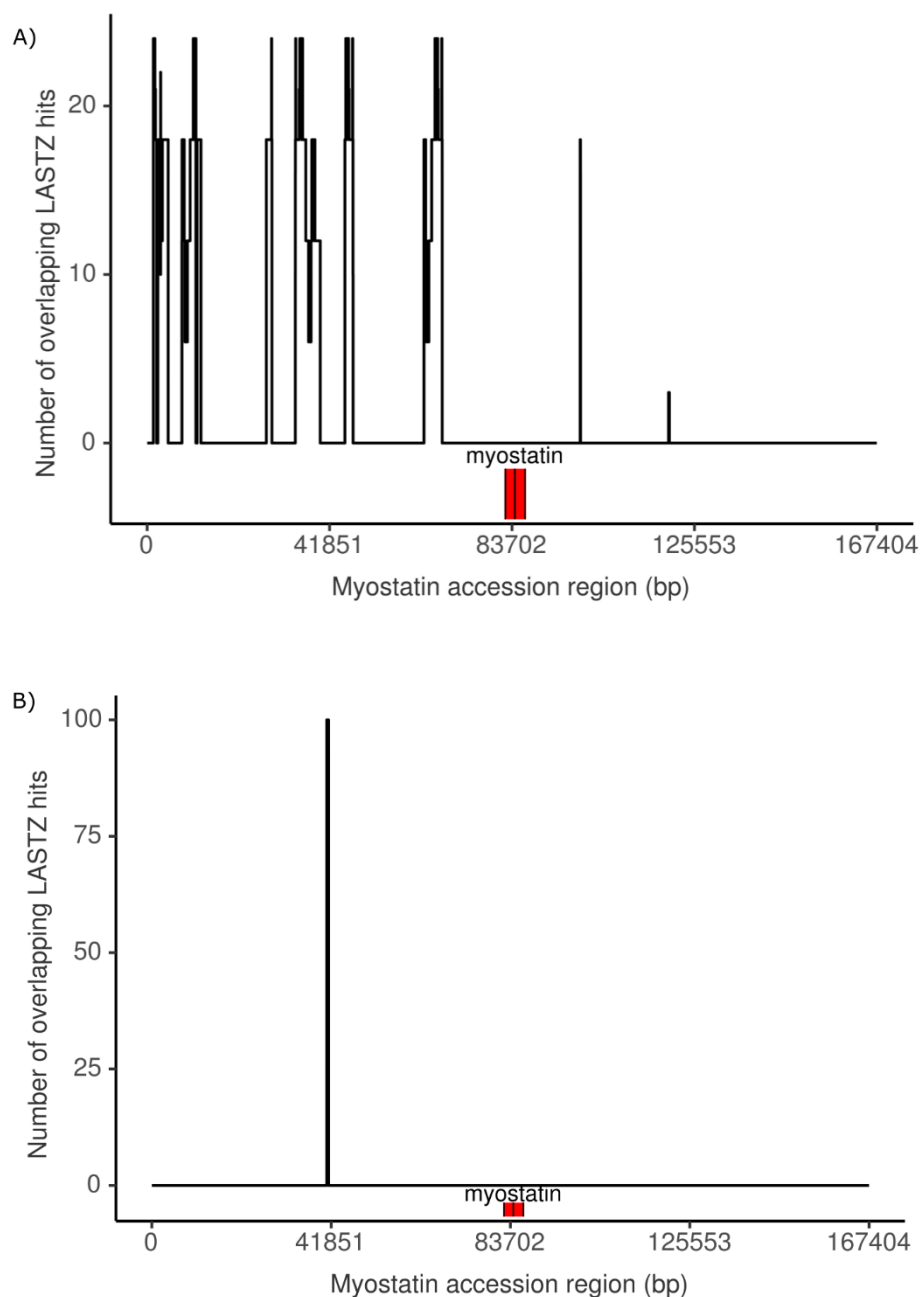 A)
Number of overlapping LASTZ hits
20
10
0
myostatin
0 41851 83702 125553 167404
Myostatin accession region (bp)
B)
Number of overlapping LASTZ hits
100
75
50
25
0
myostatin
0 41851 83702 125553 167404
Myostatin accession region (bp)